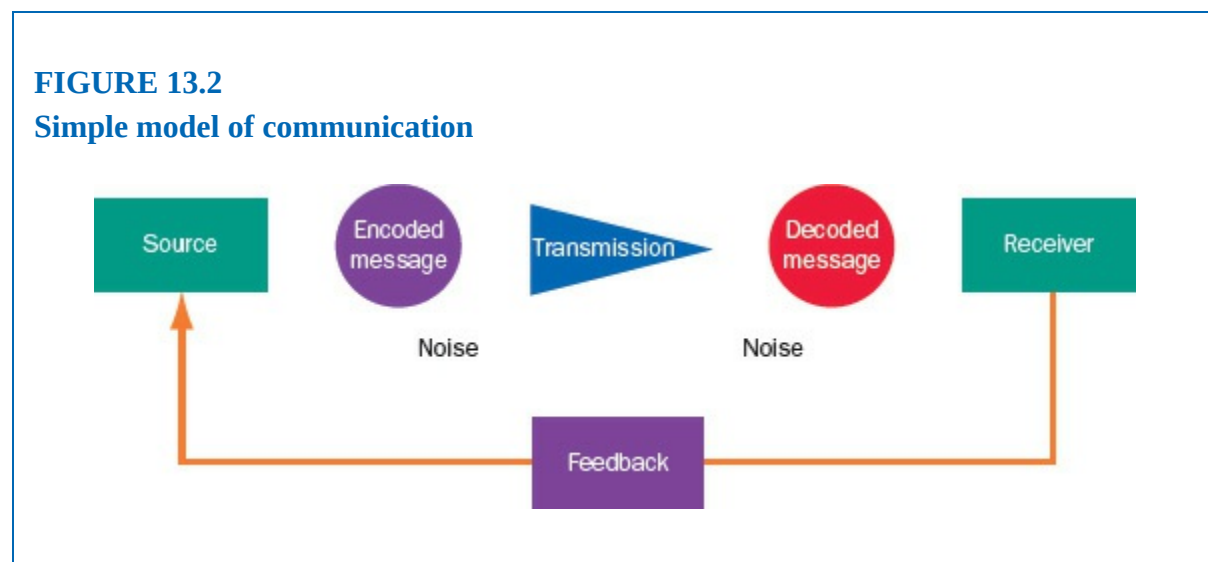 FIGURE 13.2
Simple model of communication
Source
Encoded
message
Transmission
Decoded
message
Receiver
Noise
Noise
Feedback